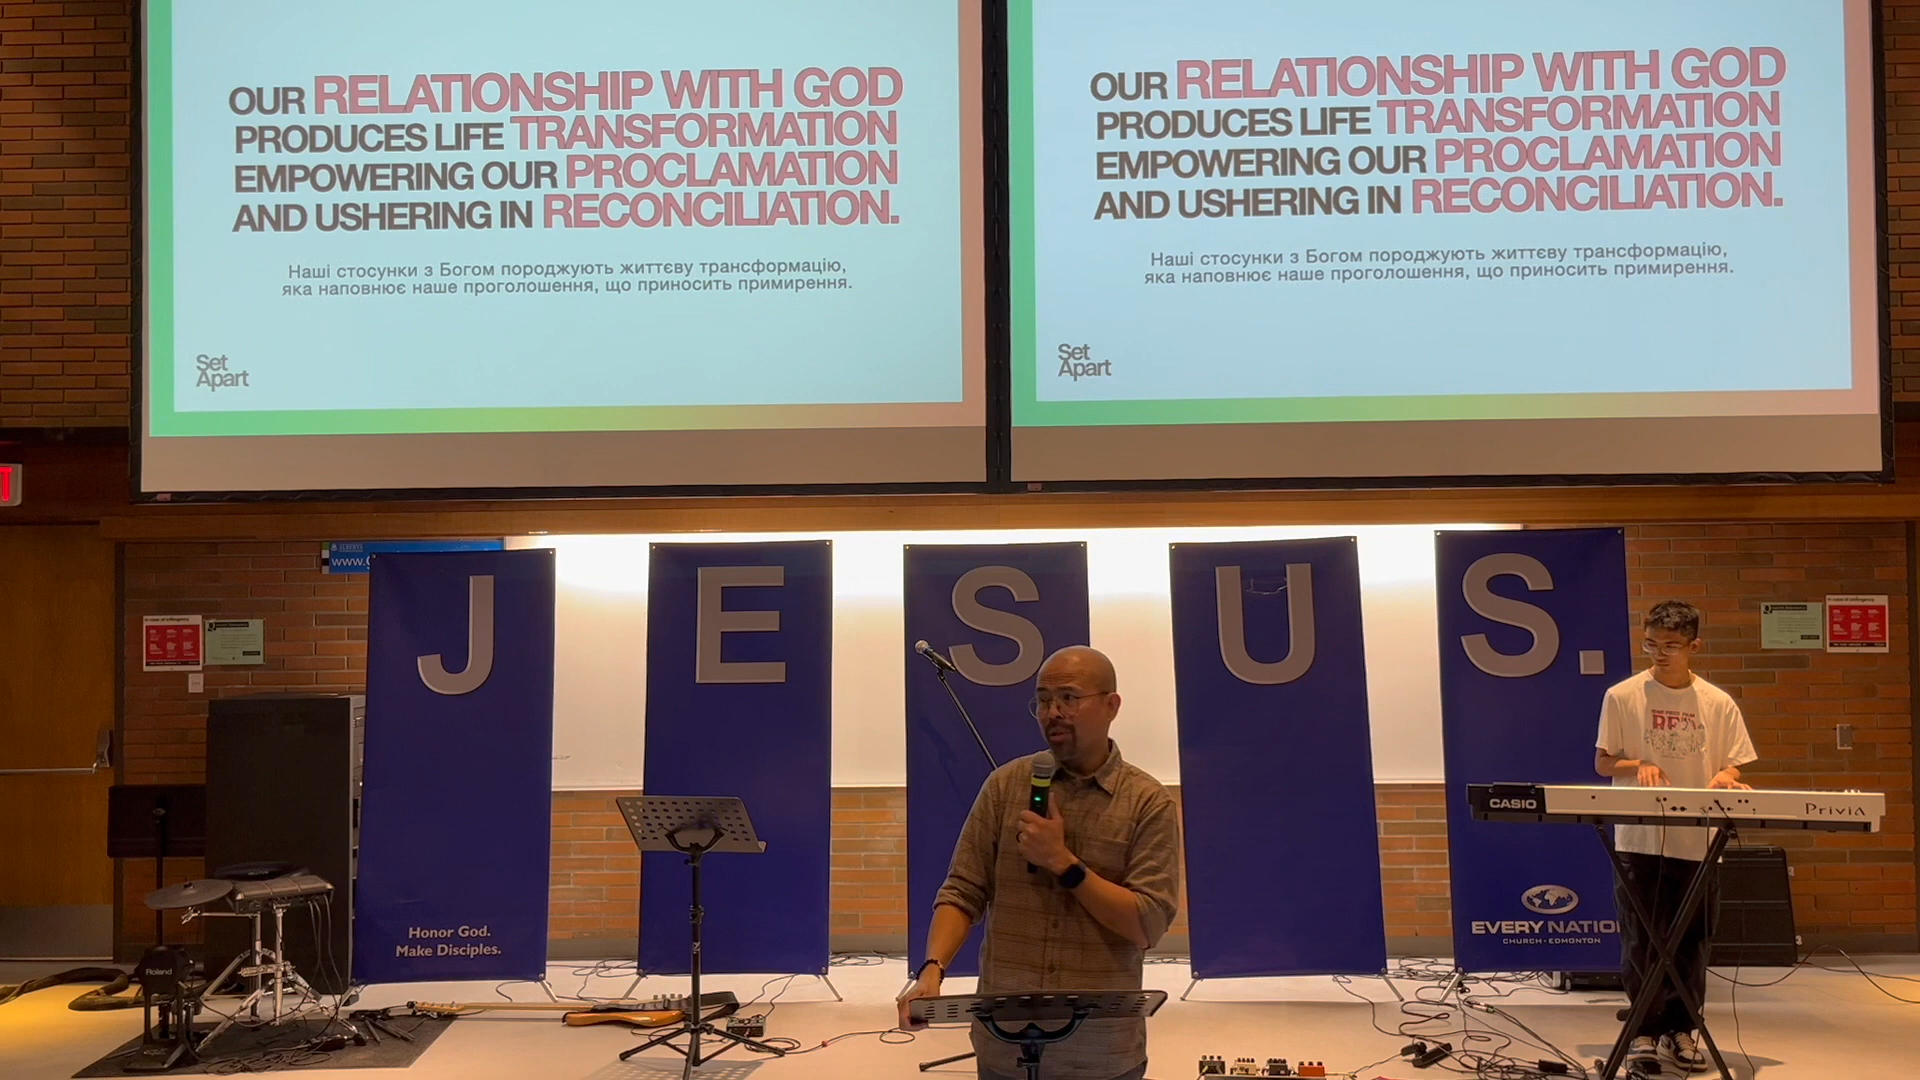 OUR RELATIONSHIP WITH GOD
PRODUCES LIFE TRANSFORMATION
EMPOWERING OUR PROCLAMATION
AND USHERING IN RECONCILIATION.
Наші стосунки з Богом породжують життєву трансформацію,
яка наповнює наше проголошення, що приносить примирення.
Set
Apart
OUR RELATIONSHIP WITH GOD
PRODUCES LIFE TRANSFORMATION
EMPOWERING OUR PROCLAMATION
AND USHERING IN RECONCILIATION.
Наші стосунки з Богом породжують життєву трансформацію,
яка наповнює наше проголошення, що приносить примирення.
Set
Apart
www.
J E S U S.
Honor God.
Make Disciples.
EVERY NATIO
CHURCH - EDMONTON
CASIO
Privia
Roland